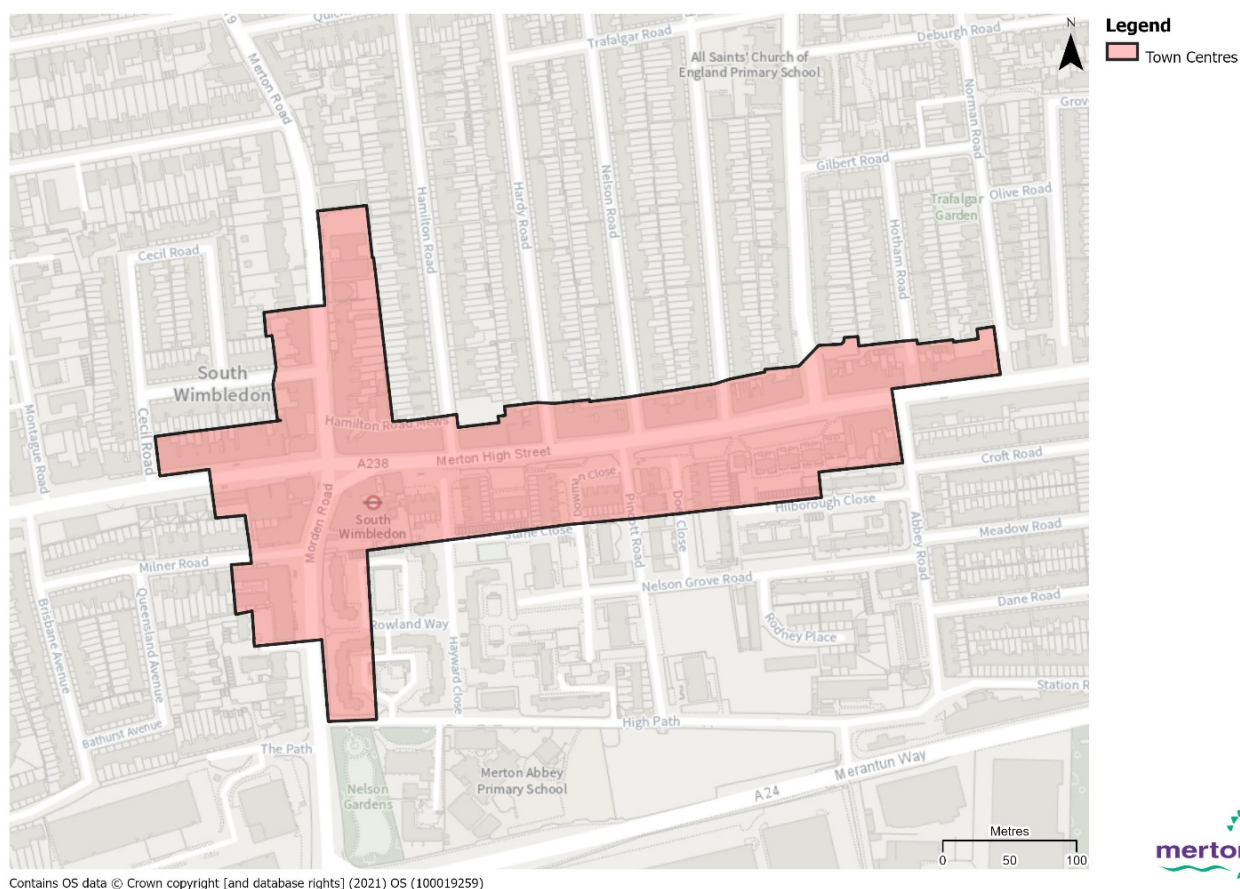 Legend
Town Centres
N
Trafalgar Road
Deburgh Road
All Saints' Church of
England Primary School
Merton Road
Norman Road
Gilbert Road
Hamilton Road
Hardy Road
Nelson Road
Hotham Road
Trafalgar
Garden
Olive Road
Cecil Road
South
Wimbledon
Montague Road
Cecil Road
Hamilton Road Mews
Merton High Street
A238
Morden Road
South
Wimbledon
Pincott Road
Croft Road
Hilborough Close
Stane Close
Abbey Road
Meadow Road
Milner Road
Nelson Grove Road
Dane Road
Brisbane Avenue
Queensland Avenue
Rowland Way
Hayward Close
Rodney Place
Station R
High Path
Bathurst Avenue
The Path
Merantun Way
Merton Abbey
Primary School
Nelson
Gardens
A24
Metres
0 50 100
merton
Contains OS data © Crown copyright [and database rights] (2021) OS (100019259)